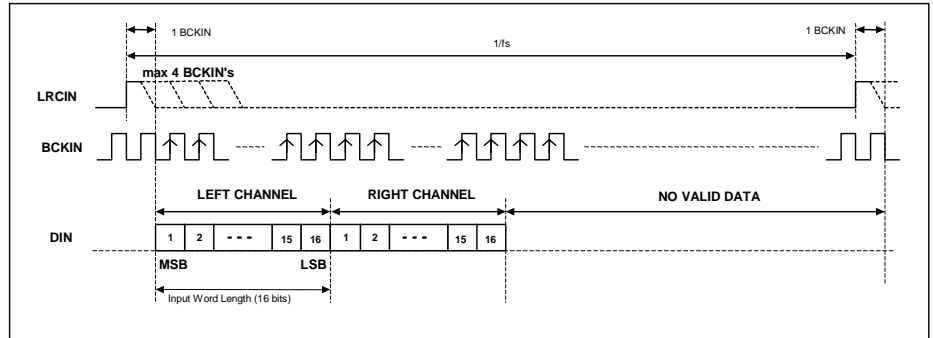 1 BCKIN
1/fs
1 BCKIN
max 4 BCKIN's
LRCIN
BCKIN
LEFT CHANNEL
RIGHT CHANNEL
NO VALID DATA
DIN
1 2 15 16 1 2 15 16
MSB
LSB
Input Word Length (16 bits)